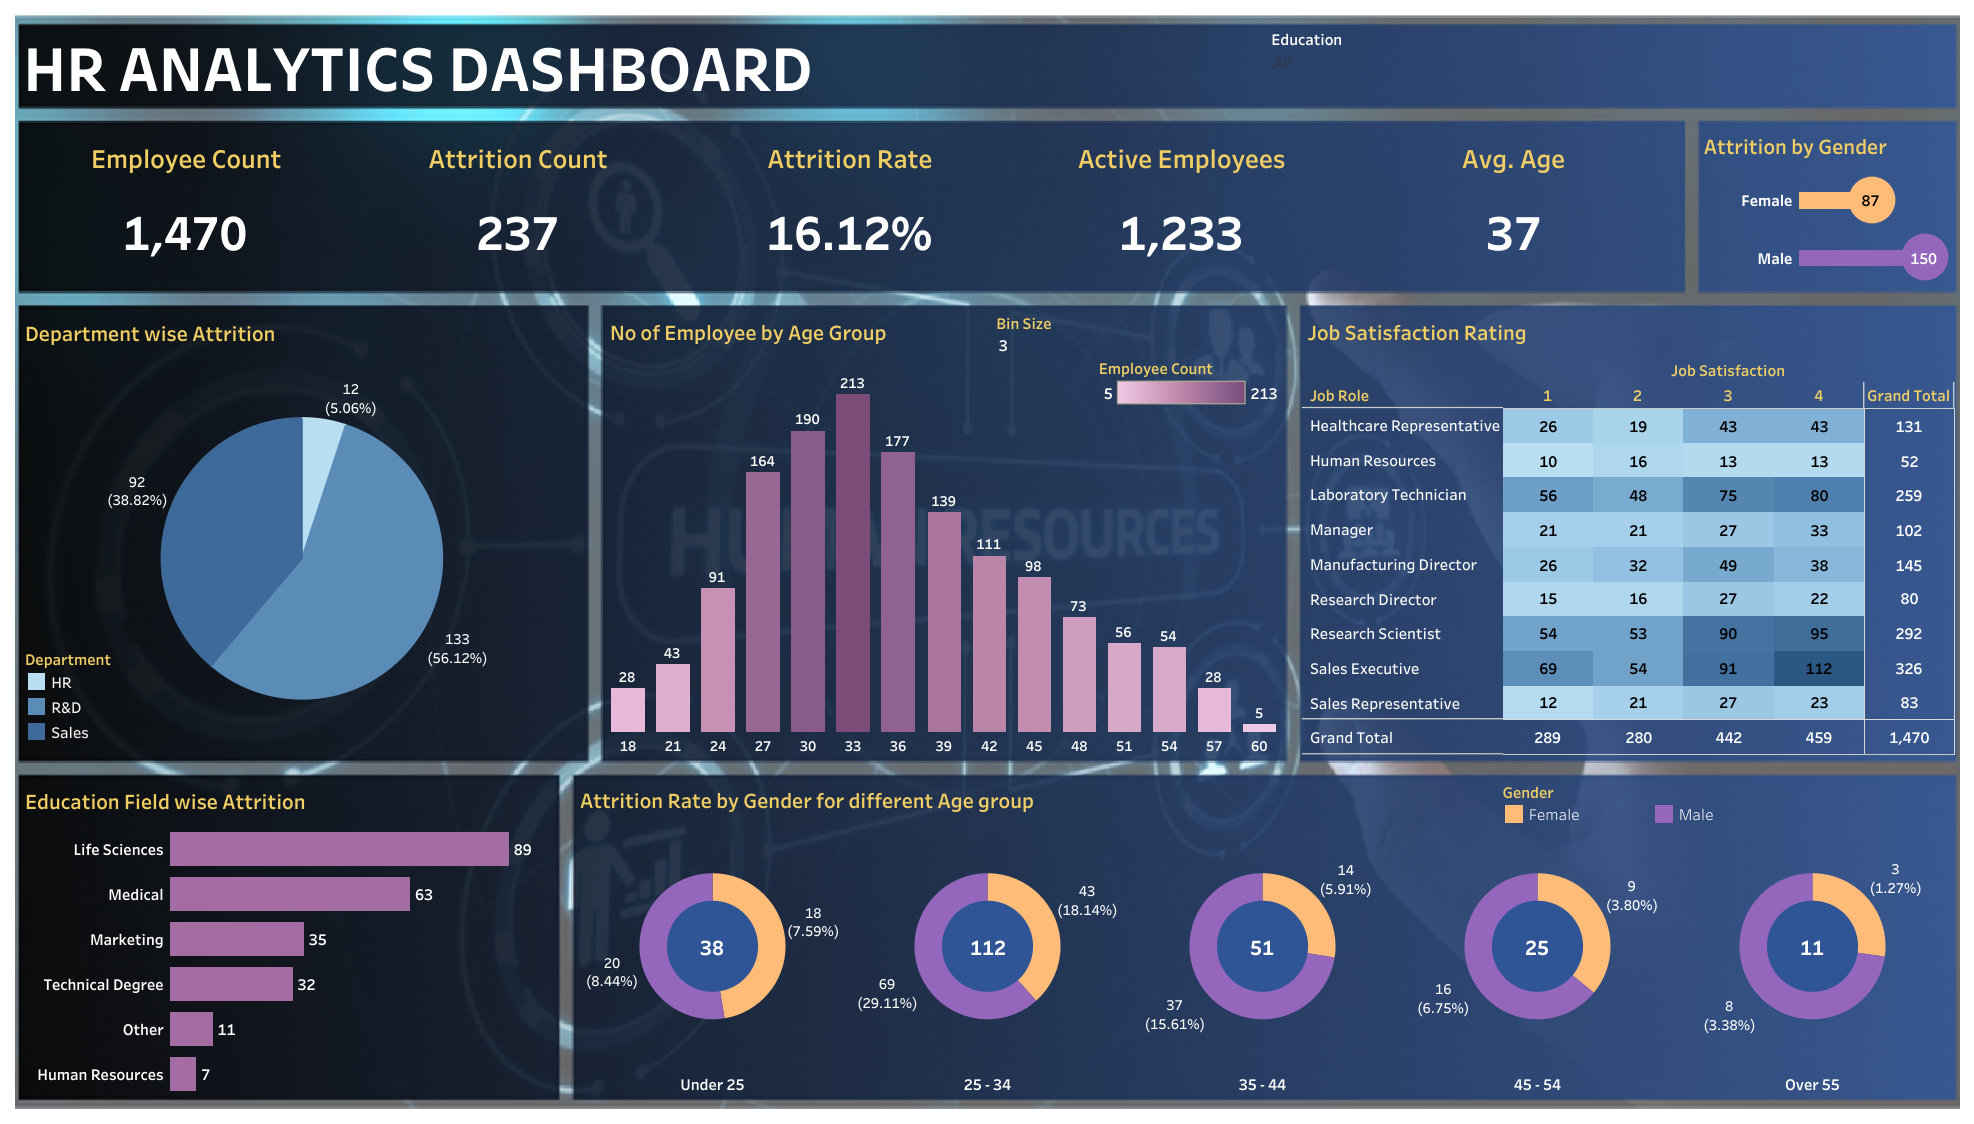 HR ANALYTICS DASHBOARD
Education
All
Employee Count
1,470
Attrition Count
237
Attrition Rate
16.12%
Active Employees
1,233
Avg. Age
37
Attrition by Gender
Female 87
Male 150
Department wise Attrition
12
(5.06%)
92
(38.82%)
133
(56.12%)
Department
HR
R&D
Sales
No of Employee by Age Group
Bin Size
3
Employee Count
5 213
28 43 91 164 190 213 177 139 111 98 73 56 54 28 5
18 21 24 27 30 33 36 39 42 45 48 51 54 57 60
HUMAN RESOURCES
Job Satisfaction Rating
Job Satisfaction
Job Role 1 2 3 4 Grand Total
Healthcare Representative 26 19 43 43 131
Human Resources 10 16 13 13 52
Laboratory Technician 56 48 75 80 259
Manager 21 21 27 33 102
Manufacturing Director 26 32 49 38 145
Research Director 15 16 27 22 80
Research Scientist 54 53 90 95 292
Sales Executive 69 54 91 112 326
Sales Representative 12 21 27 23 83
Grand Total 289 280 442 459 1,470
Education Field wise Attrition
Life Sciences 89
Medical 63
Marketing 35
Technical Degree 32
Other 11
Human Resources 7
Attrition Rate by Gender for different Age group
Gender
Female Male
18
(7.59%)
38
20
(8.44%)
Under 25
43
(18.14%)
112
69
(29.11%)
25 - 34
14
(5.91%)
51
37
(15.61%)
35 - 44
9
(3.80%)
25
16
(6.75%)
45 - 54
3
(1.27%)
11
8
(3.38%)
Over 55